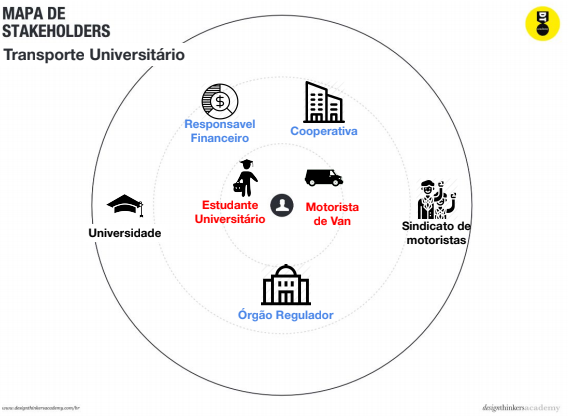 MAPA DE
STAKEHOLDERS
Transporte Universitário
Responsavel
Financeiro
Cooperativa
Estudante
Universitário
Motorista
de Van
Universidade
Sindicato de
motoristas
Órgão Regulador
www.designthinkersacademy.com/br
designthinkersacademy